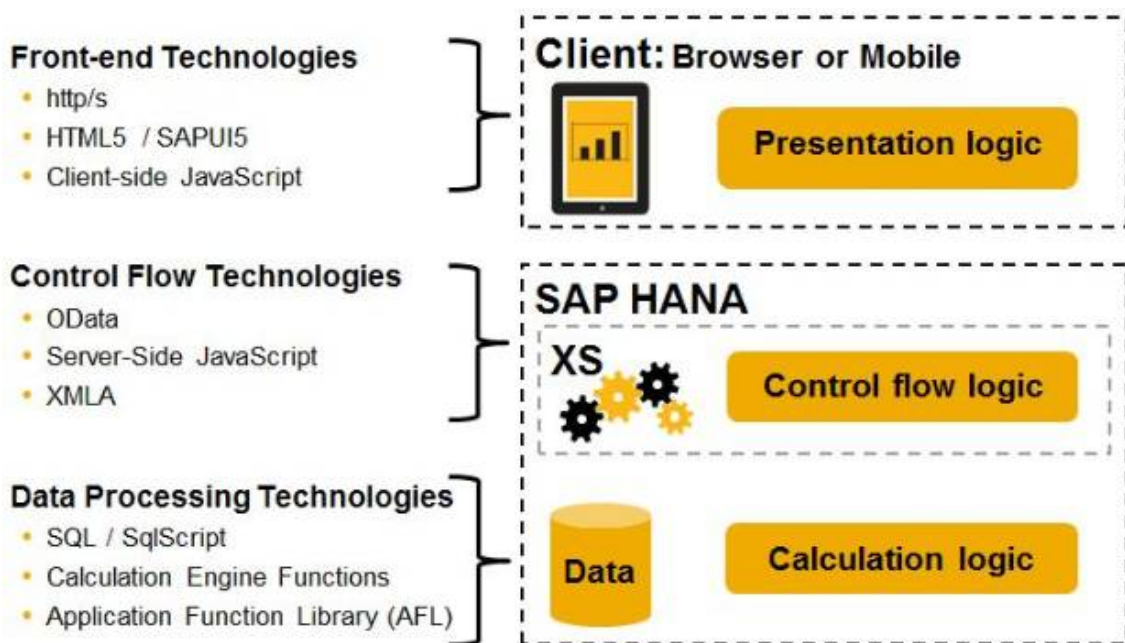 Front-end Technologies
• http/s
• HTML5 / SAPUI5
• Client-side JavaScript
Client: Browser or Mobile
Presentation logic
Control Flow Technologies
• OData
• Server-Side JavaScript
• XMLA
SAP HANA
XS
Control flow logic
Data Processing Technologies
• SQL / SqlScript
• Calculation Engine Functions
• Application Function Library (AFL)
Data
Calculation logic